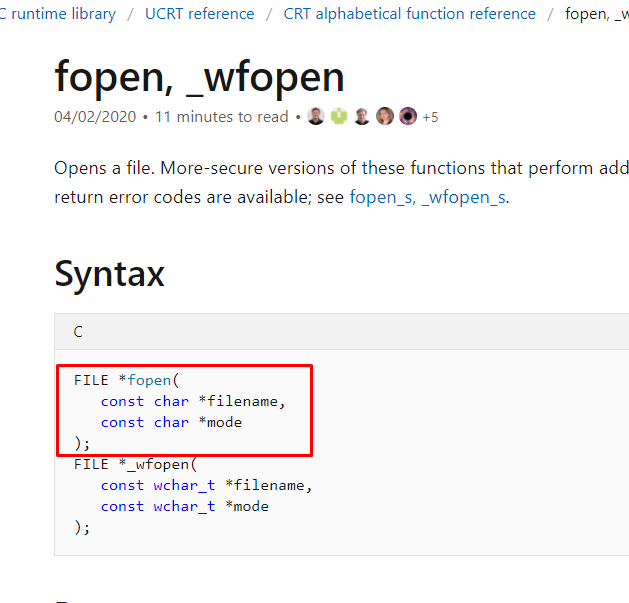 C runtime library / UCRT reference / CRT alphabetical function reference / fopen, _w
fopen, _wfopen
04/02/2020 • 11 minutes to read • +5
Opens a file. More-secure versions of these functions that perform add
return error codes are available; see fopen_s, _wfopen_s.
Syntax
C
FILE *fopen(
   const char *filename,
   const char *mode
);
FILE *_wfopen(
   const wchar_t *filename,
   const wchar_t *mode
);